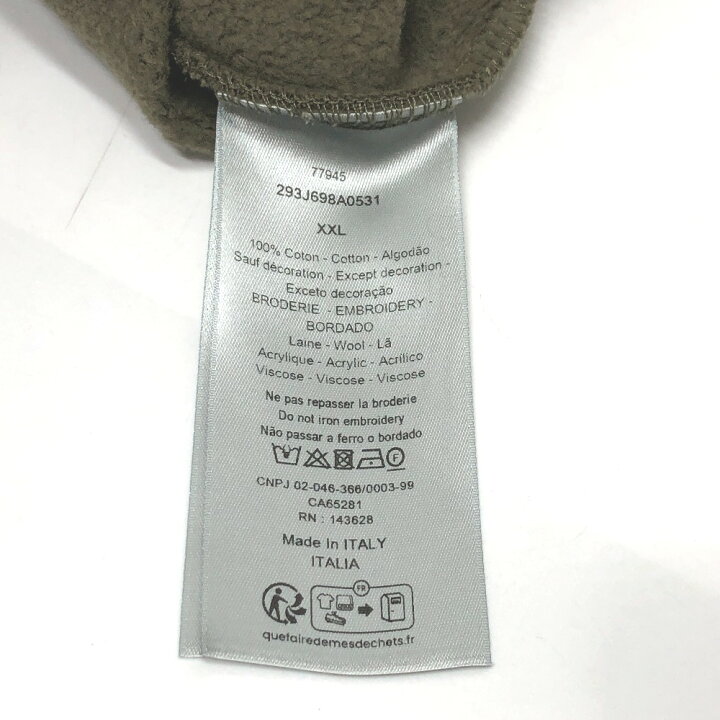 77945
293J698A0531
XXL
100% Coton - Cotton - Algodão
Sauf décoration - Except decoration -
Exceto decoração
BRODERIE - EMBROIDERY -
BORDADO
Laine - Wool - Lã
Acrylique - Acrylic - Acrílico
Viscose - Viscose - Viscose
Ne pas repasser la broderie
Do not iron embroidery
Não passar a ferro o bordado
F
CNPJ 02-046-366/0003-99
CA65281
RN : 143628
Made In ITALY
ITALIA
FR
quefairedemesdechets.fr